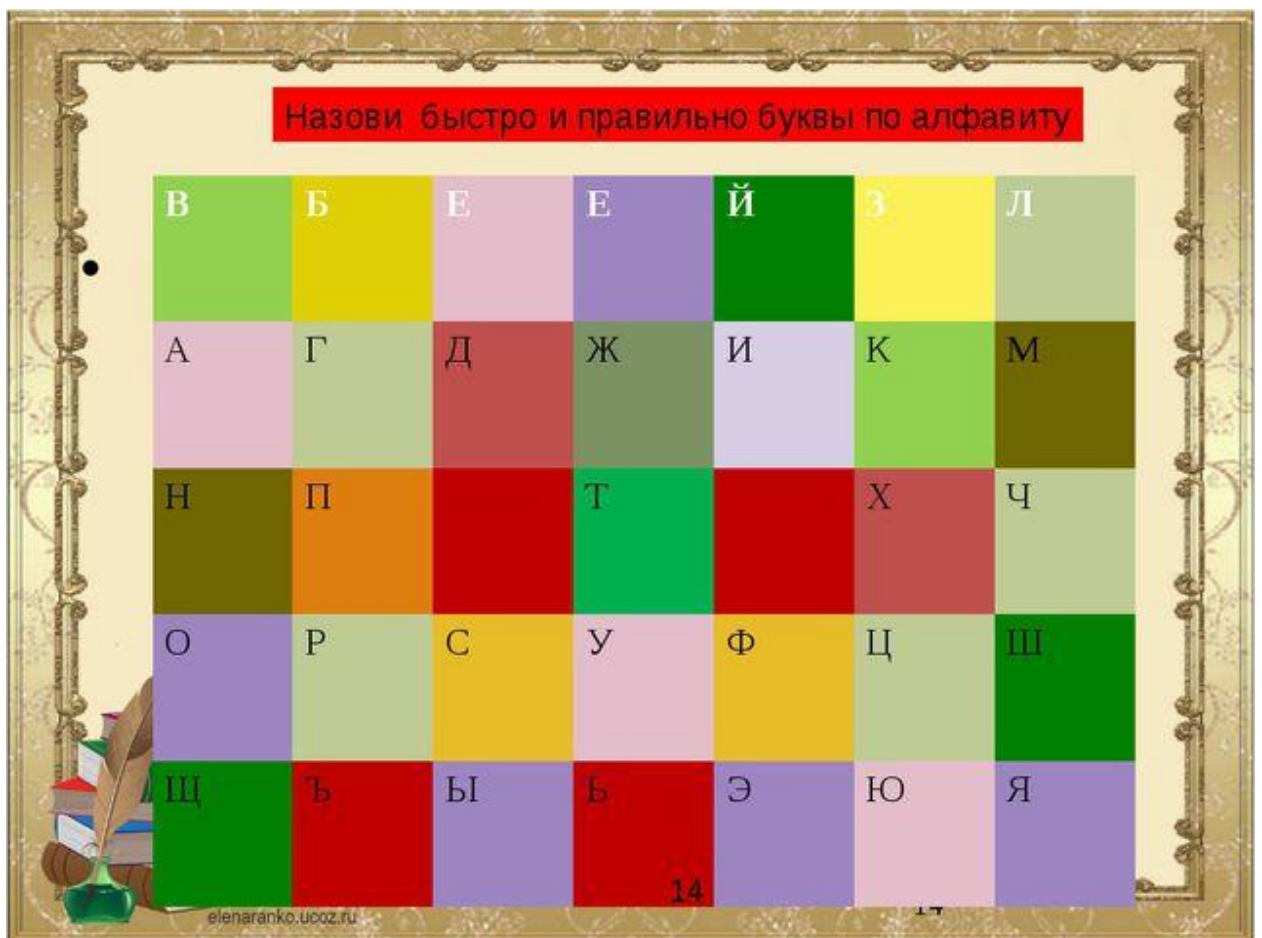 Назови быстро и правильно буквы по алфавиту
В Б Е Е Й З Л
•
А Г Д Ж И К М
Н П Т Х Ч
О Р С У Ф Ц Ш
Щ Ъ Ы Ь Э Ю Я
14
elenaranko.ucoz.ru